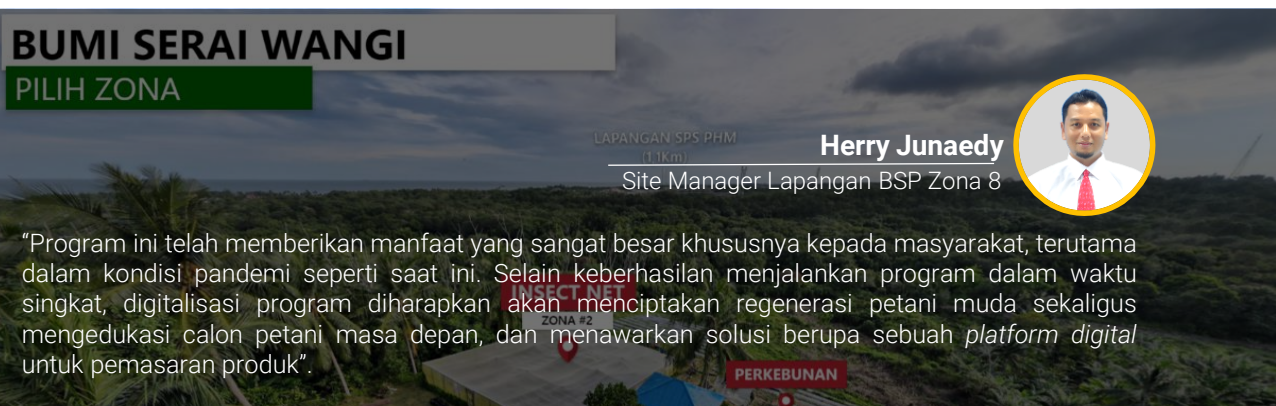 BUMI SERAI WANGI
PILIH ZONA
LAPANGAN SPS PHM
(1.1Km)
Herry Junaedy
Site Manager Lapangan BSP Zona 8
“Program ini telah memberikan manfaat yang sangat besar khususnya kepada masyarakat, terutama
dalam kondisi pandemi seperti saat ini. Selain keberhasilan menjalankan program dalam waktu
singkat, digitalisasi program diharapkan akan menciptakan regenerasi petani muda sekaligus
mengedukasi calon petani masa depan, dan menawarkan solusi berupa sebuah platform digital
untuk pemasaran produk”.
INSECT NET
ZONA #2
PERKEBUNAN